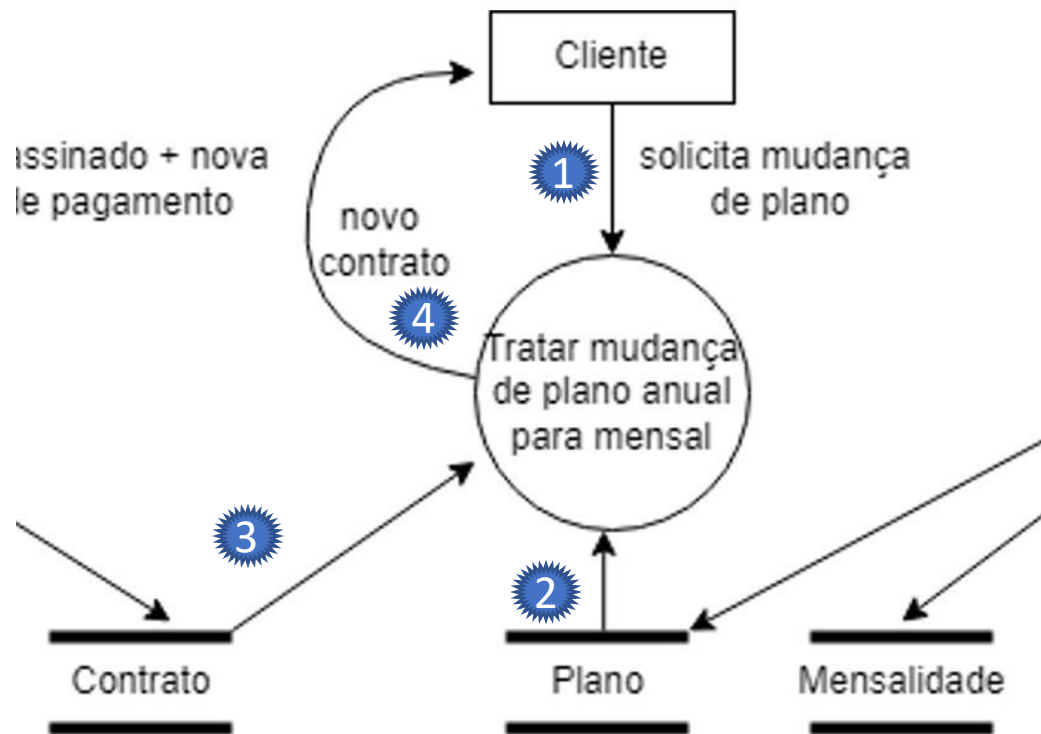 Cliente
1
solicita mudança
de plano
assinado + nova
de pagamento
novo
contrato
4
Tratar mudança
de plano anual
para mensal
3
2
Contrato
Plano
Mensalidade